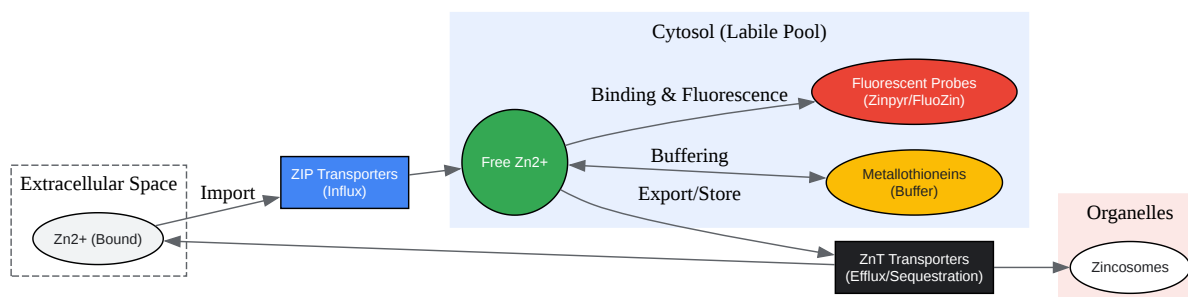 Cytosol (Labile Pool)
Fluorescent Probes
(Zinpyr/FluoZin)
Binding & Fluorescence
Free Zn2+
Buffering
Metallothioneins
(Buffer)
ZIP Transporters
(Influx)
Extracellular Space
Import
Export/Store
Zn2+ (Bound)
Organelles
ZnT Transporters
(Efflux/Sequestration)
Zincosomes